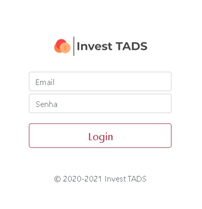 Invest TADS
Email
Senha
Login
© 2020-2021 Invest TADS.